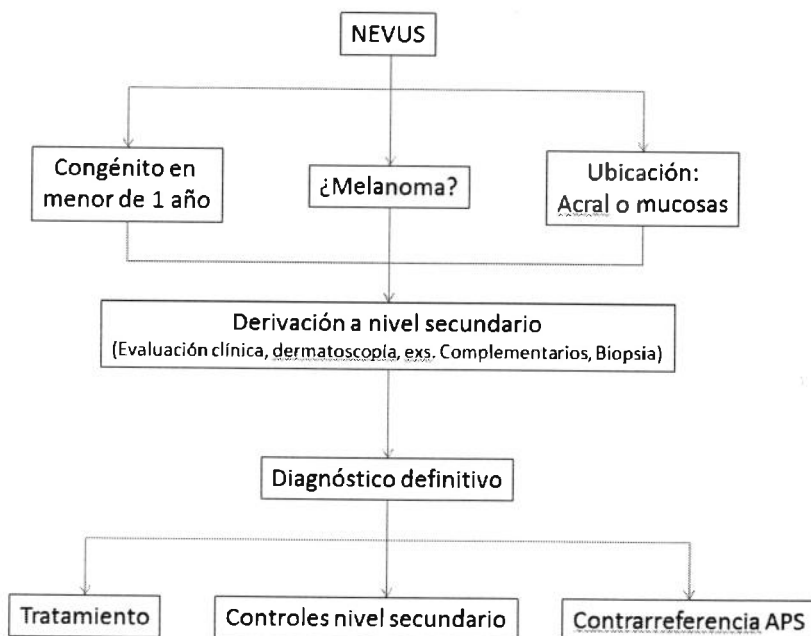 NEVUS
Congénito en
menor de 1 año
¿Melanoma?
Ubicación:
Acral o mucosas
Derivación a nivel secundario
(Evaluación clínica, dermatoscopía, exs. Complementarios, Biopsia)
Diagnóstico definitivo
Tratamiento
Controles nivel secundario
Contrarreferencia APS